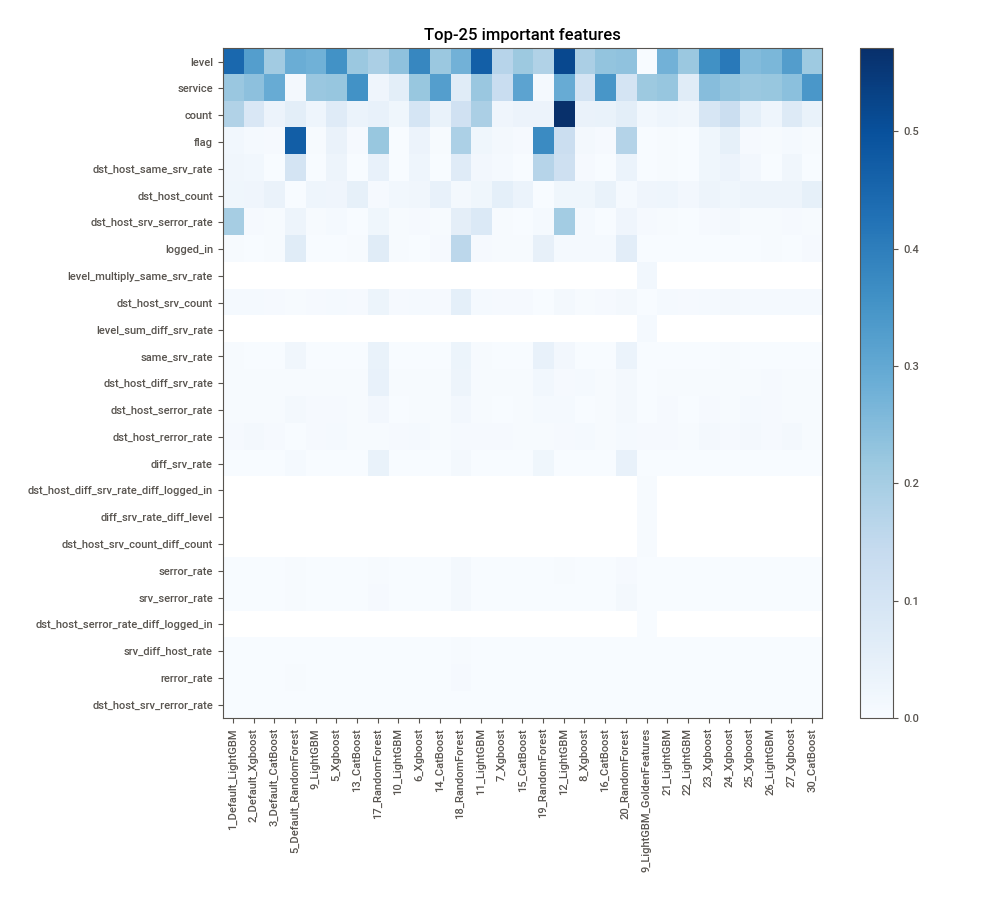 Top-25 important features
level
service
count
flag
dst_host_same_srv_rate
dst_host_count
dst_host_srv_serror_rate
logged_in
level_multiply_same_srv_rate
dst_host_srv_count
level_sum_diff_srv_rate
same_srv_rate
dst_host_diff_srv_rate
dst_host_serror_rate
dst_host_rerror_rate
diff_srv_rate
dst_host_diff_srv_rate_diff_logged_in
diff_srv_rate_diff_level
dst_host_srv_count_diff_count
serror_rate
srv_serror_rate
dst_host_serror_rate_diff_logged_in
srv_diff_host_rate
rerror_rate
dst_host_srv_rerror_rate
1_Default_LightGBM
2_Default_Xgboost
3_Default_CatBoost
5_Default_RandomForest
9_LightGBM
5_Xgboost
13_CatBoost
17_RandomForest
10_LightGBM
6_Xgboost
14_CatBoost
18_RandomForest
11_LightGBM
7_Xgboost
15_CatBoost
19_RandomForest
12_LightGBM
8_Xgboost
16_CatBoost
20_RandomForest
9_LightGBM_GoldenFeatures
21_LightGBM
22_LightGBM
23_Xgboost
24_Xgboost
25_Xgboost
26_LightGBM
27_Xgboost
30_CatBoost
0.5
0.4
0.3
0.2
0.1
0.0